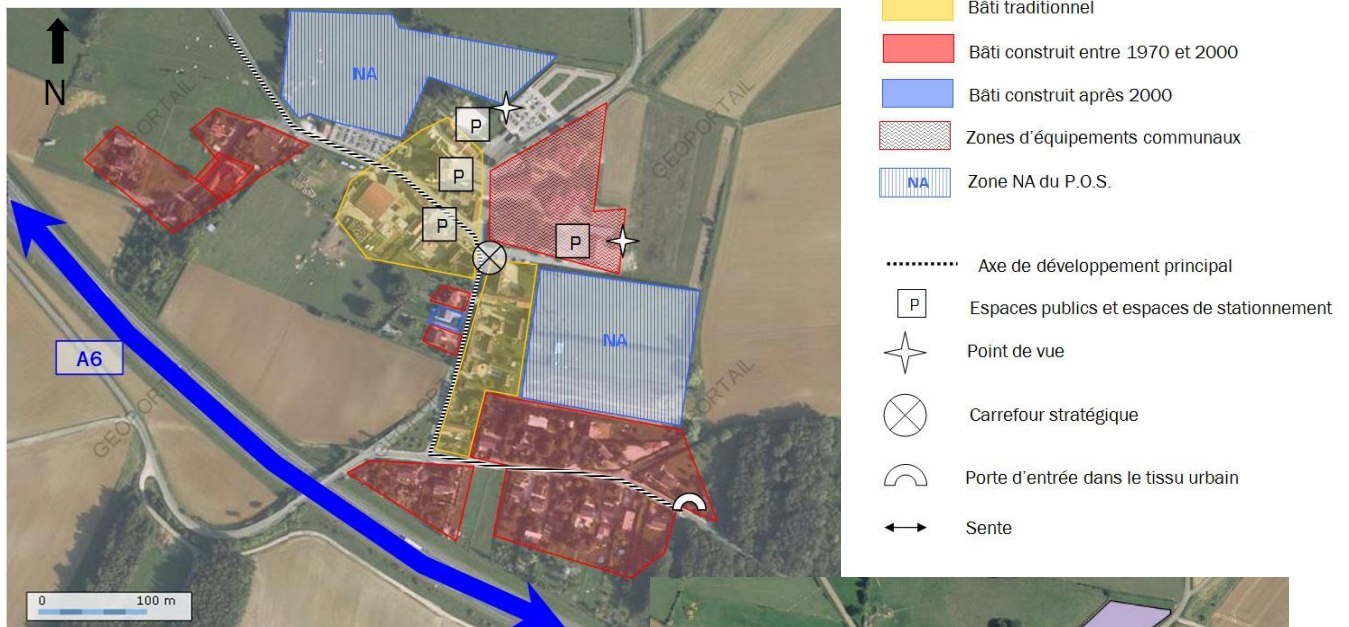 N
NA
P
P
P
P
NA
A6
0 100 m
GEOPORTAIL
GEOPORTAIL
GEOPORTAIL
GEOPORTAIL
Bâti traditionnel
Bâti construit entre 1970 et 2000
Bâti construit après 2000
Zones d'équipements communaux
NA Zone NA du P.O.S.
Axe de développement principal
P Espaces publics et espaces de stationnement
Point de vue
Carrefour stratégique
Porte d'entrée dans le tissu urbain
Sente